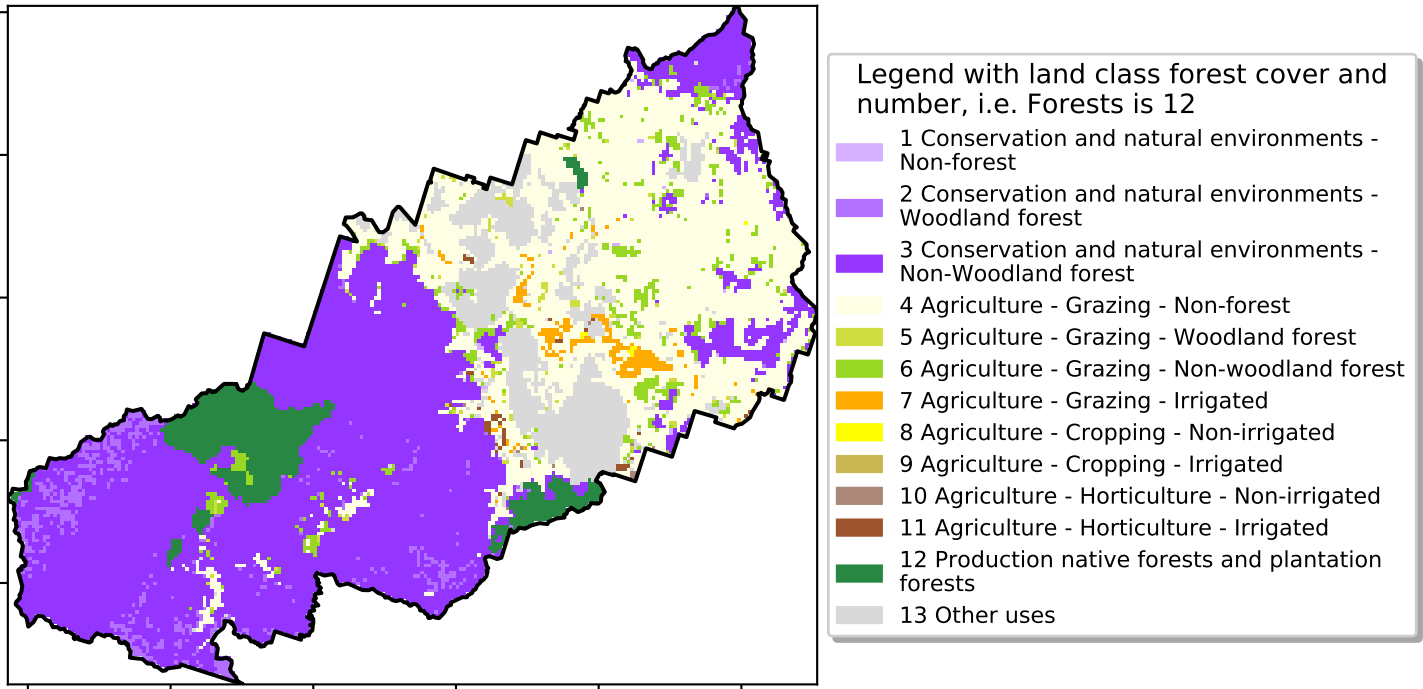 Legend with land class forest cover and
number, i.e. Forests is 12
1 Conservation and natural environments -
Non-forest
2 Conservation and natural environments -
Woodland forest
3 Conservation and natural environments -
Non-Woodland forest
4 Agriculture - Grazing - Non-forest
5 Agriculture - Grazing - Woodland forest
6 Agriculture - Grazing - Non-woodland forest
7 Agriculture - Grazing - Irrigated
8 Agriculture - Cropping - Non-irrigated
9 Agriculture - Cropping - Irrigated
10 Agriculture - Horticulture - Non-irrigated
11 Agriculture - Horticulture - Irrigated
12 Production native forests and plantation
forests
13 Other uses